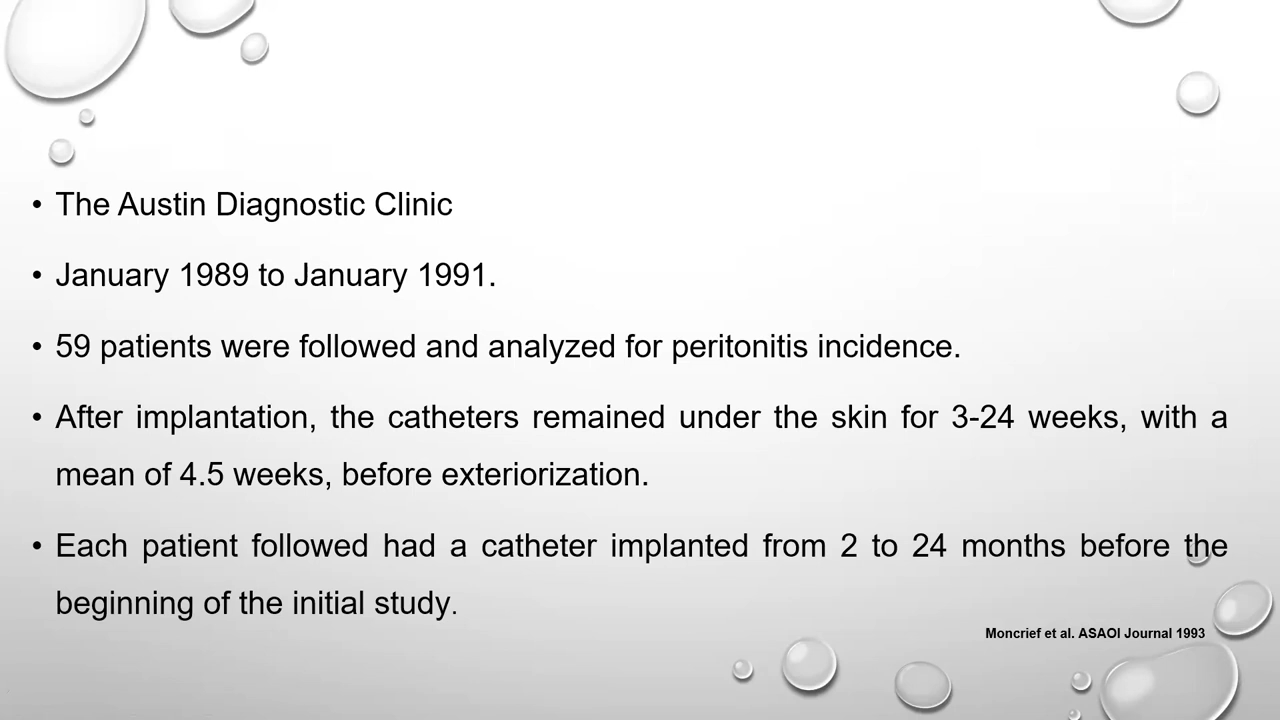 • The Austin Diagnostic Clinic
• January 1989 to January 1991.
• 59 patients were followed and analyzed for peritonitis incidence.
• After implantation, the catheters remained under the skin for 3-24 weeks, with a
mean of 4.5 weeks, before exteriorization.
• Each patient followed had a catheter implanted from 2 to 24 months before the
beginning of the initial study.
Moncrief et al. ASAOI Journal 1993